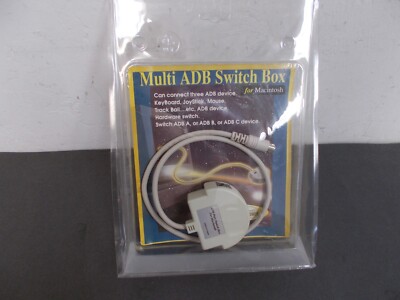 Multi ADB Switch Box
for Macintosh
Can connect three ADB device.
KeyBoard, JoyStick, Mouse,
Track Ball....etc, ADB device.
Hardware switch.
Switch ADB A, or ADB B, or ADB C device.